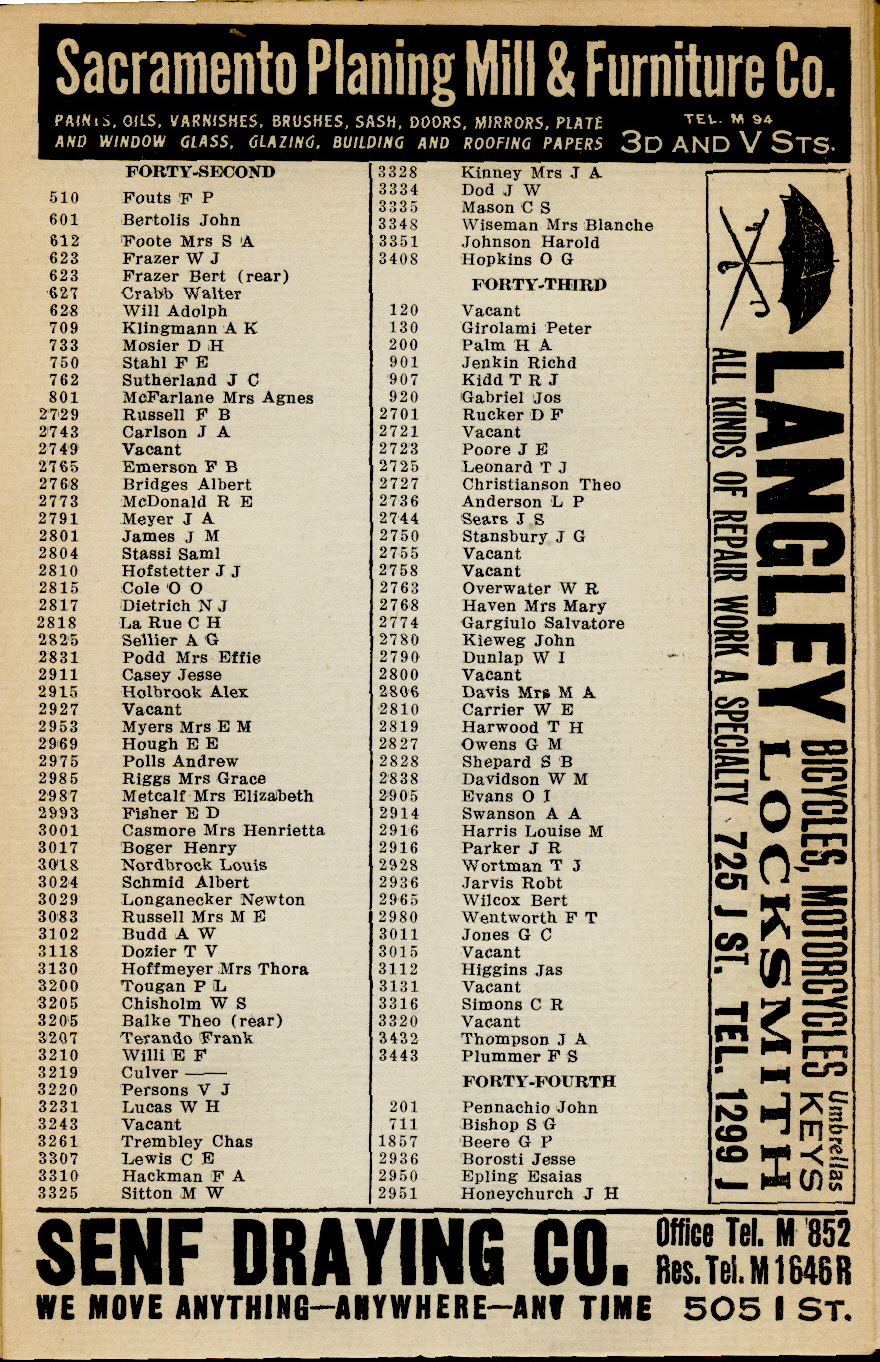 Sacramento Planing Mill & Furniture Co.
PAINTS, OILS, VARNISHES, BRUSHES, SASH, DOORS, MIRRORS, PLATE
AND WINDOW GLASS, GLAZING, BUILDING AND ROOFING PAPERS
TEL. M 94
3D AND V STS.
FORTY-SECOND
510 Fouts F P
601 Bertolis John
612 Foote Mrs S A
623 Frazer W J
623 Frazer Bert (rear)
627 Crabb Walter
628 Will Adolph
709 Klingmann A K
733 Mosier D H
750 Stahl F E
762 Sutherland J C
801 McFarlane Mrs Agnes
2729 Russell F B
2743 Carlson J A
2749 Vacant
2765 Emerson F B
2768 Bridges Albert
2773 McDonald R E
2791 Meyer J A
2801 James J M
2804 Stassi Saml
2810 Hofstetter J J
2815 Cole O O
2817 Dietrich N J
2818 La Rue C H
2825 Sellier A G
2831 Podd Mrs Effie
2911 Casey Jesse
2915 Holbrook Alex
2927 Vacant
2953 Myers Mrs E M
2969 Hough E E
2975 Polls Andrew
2985 Riggs Mrs Grace
2987 Metcalf Mrs Elizabeth
2993 Fisher E D
3001 Casmore Mrs Henrietta
3017 Boger Henry
3018 Nordbrock Louis
3024 Schmid Albert
3029 Longanecker Newton
3083 Russell Mrs M E
3102 Budd A W
3118 Dozier T V
3130 Hoffmeyer Mrs Thora
3200 Tougan P L
3205 Chisholm W S
3205 Balke Theo (rear)
3207 Terando Frank
3210 Willi E F
3219 Culver ——
3220 Persons V J
3231 Lucas W H
3243 Vacant
3261 Trembley Chas
3307 Lewis C E
3310 Hackman F A
3325 Sitton M W
3328 Kinney Mrs J A
3334 Dod J W
3335 Mason C S
3348 Wiseman Mrs Blanche
3351 Johnson Harold
3408 Hopkins O G
FORTY-THIRD
120 Vacant
130 Girolami Peter
200 Palm H A
901 Jenkin Richd
907 Kidd T R J
920 Gabriel Jos
2701 Rucker D F
2721 Vacant
2723 Poore J E
2725 Leonard T J
2727 Christianson Theo
2736 Anderson L P
2744 Sears J S
2750 Stansbury J G
2755 Vacant
2758 Vacant
2763 Overwater W R
2768 Haven Mrs Mary
2774 Gargiulo Salvatore
2780 Kieweg John
2790 Dunlap W I
2800 Vacant
2806 Davis Mrs M A
2810 Carrier W E
2819 Harwood T H
2827 Owens G M
2828 Shepard S B
2838 Davidson W M
2905 Evans O I
2914 Swanson A A
2916 Harris Louise M
2916 Parker J R
2928 Wortman T J
2936 Jarvis Robt
2965 Wilcox Bert
2980 Wentworth F T
3011 Jones G C
3015 Vacant
3112 Higgins Jas
3131 Vacant
3316 Simons C R
3320 Vacant
3432 Thompson J A
3443 Plummer F S
FORTY-FOURTH
201 Pennachio John
711 Bishop S G
1857 Beere G P
2936 Borosti Jesse
2950 Epling Esaias
2951 Honeychurch J H
LANGLEY
BICYCLES, MOTORCYCLES Umbrellas
LOCKSMITH KEYS
ALL KINDS OF REPAIR WORK A SPECIALTY 725 J St. TEL. 1299 J
SENF DRAYING CO.
Office Tel. M 852
Res. Tel. M 1646 R
WE MOVE ANYTHING—ANYWHERE—ANY TIME 505 I ST.